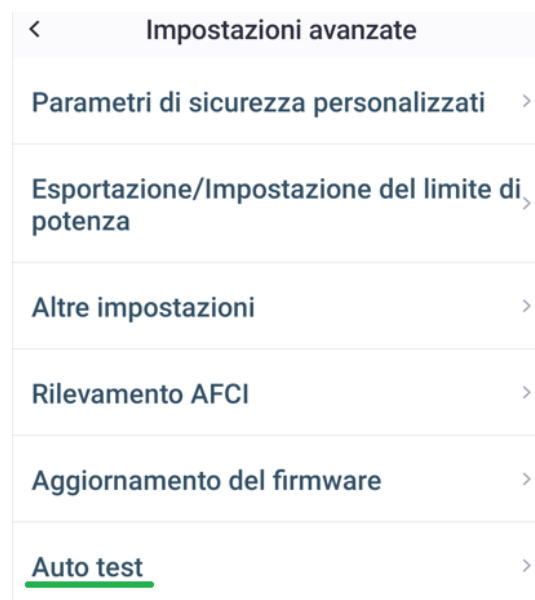 Impostazioni avanzate
Parametri di sicurezza personalizzati
Esportazione/Impostazione del limite di
potenza
Altre impostazioni
Rilevamento AFCI
Aggiornamento del firmware
Auto test